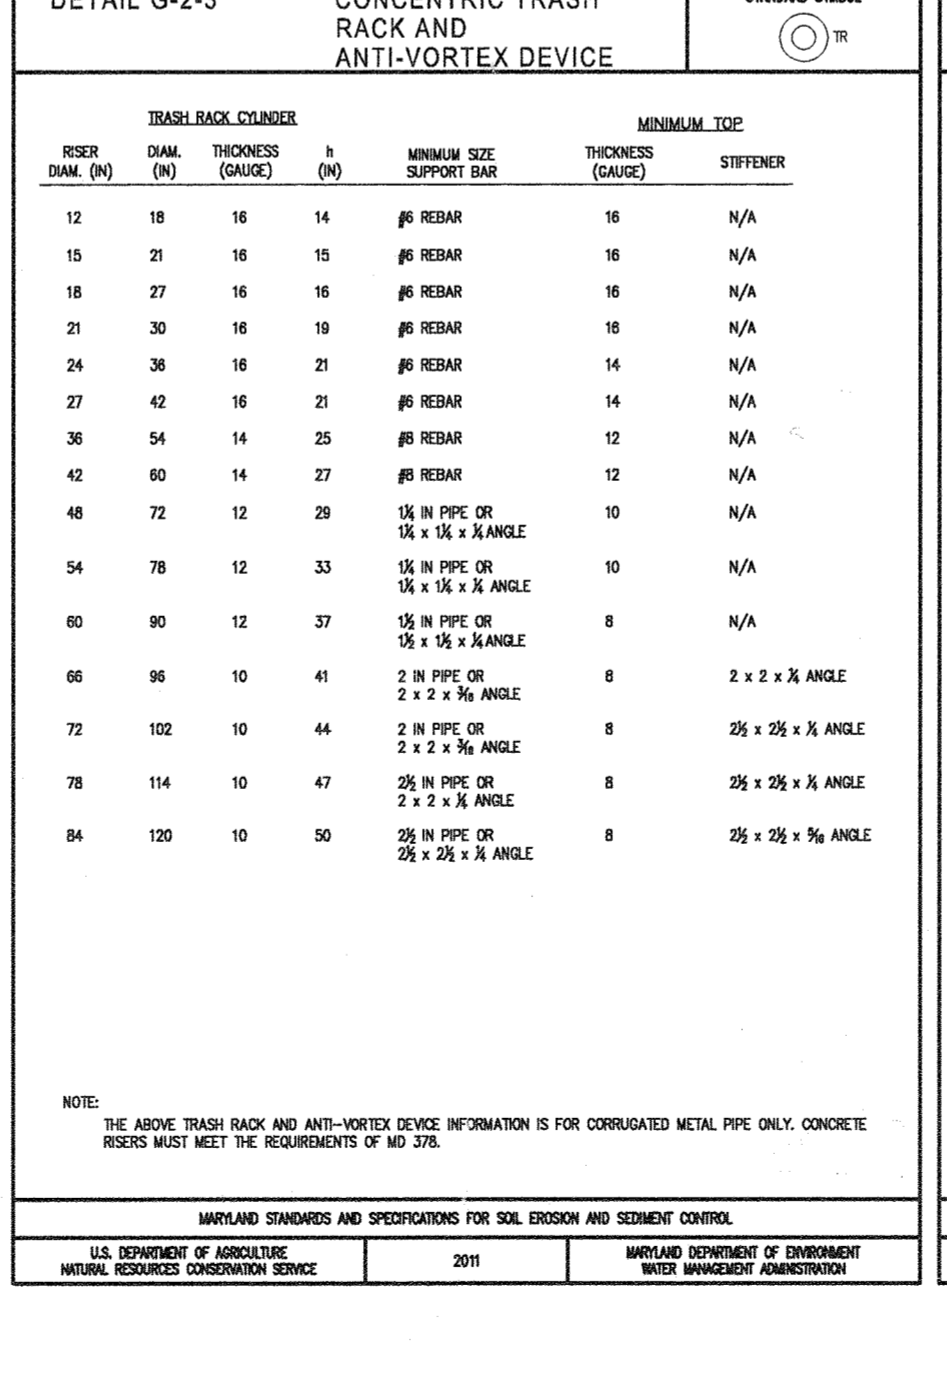 DETAIL G-2-3 CONCENTRIC TRASH
RACK AND
ANTI-VORTEX DEVICE
STANDARD SYMBOL
TR
TRASH RACK CYLINDER MINIMUM TOP
RISER DIAM. (IN) DIAM. (IN) THICKNESS (GAUGE) h (IN) MINIMUM SIZE SUPPORT BAR THICKNESS (GAUGE) STIFFENER
12 18 16 14 #6 REBAR 16 N/A
15 21 16 15 #6 REBAR 16 N/A
18 27 16 16 #6 REBAR 16 N/A
21 30 16 19 #6 REBAR 16 N/A
24 36 16 21 #6 REBAR 14 N/A
27 42 16 21 #6 REBAR 14 N/A
36 54 14 25 #8 REBAR 12 N/A
42 60 14 27 #8 REBAR 12 N/A
48 72 12 29 1¼ IN PIPE OR 10 N/A
1¼ x 1¼ x ¼ ANGLE
54 78 12 33 1¼ IN PIPE OR 10 N/A
1¼ x 1¼ x ¼ ANGLE
60 90 12 37 1½ IN PIPE OR 8 N/A
1½ x 1½ x ¼ ANGLE
66 96 10 41 2 IN PIPE OR 8 2 x 2 x ¼ ANGLE
2 x 2 x 3/16 ANGLE
72 102 10 44 2 IN PIPE OR 8 2½ x 2½ x ¼ ANGLE
2 x 2 x 3/16 ANGLE
78 114 10 47 2½ IN PIPE OR 8 2½ x 2½ x ¼ ANGLE
2 x 2 x ¼ ANGLE
84 120 10 50 2½ IN PIPE OR 8 2½ x 2½ x 5/16 ANGLE
2½ x 2½ x ¼ ANGLE
NOTE:
THE ABOVE TRASH RACK AND ANTI-VORTEX DEVICE INFORMATION IS FOR CORRUGATED METAL PIPE ONLY. CONCRETE
RISERS MUST MEET THE REQUIREMENTS OF MD 378.
MARYLAND STANDARDS AND SPECIFICATIONS FOR SOIL EROSION AND SEDIMENT CONTROL
U.S. DEPARTMENT OF AGRICULTURE
NATURAL RESOURCES CONSERVATION SERVICE
2011
MARYLAND DEPARTMENT OF ENVIRONMENT
WATER MANAGEMENT ADMINISTRATION